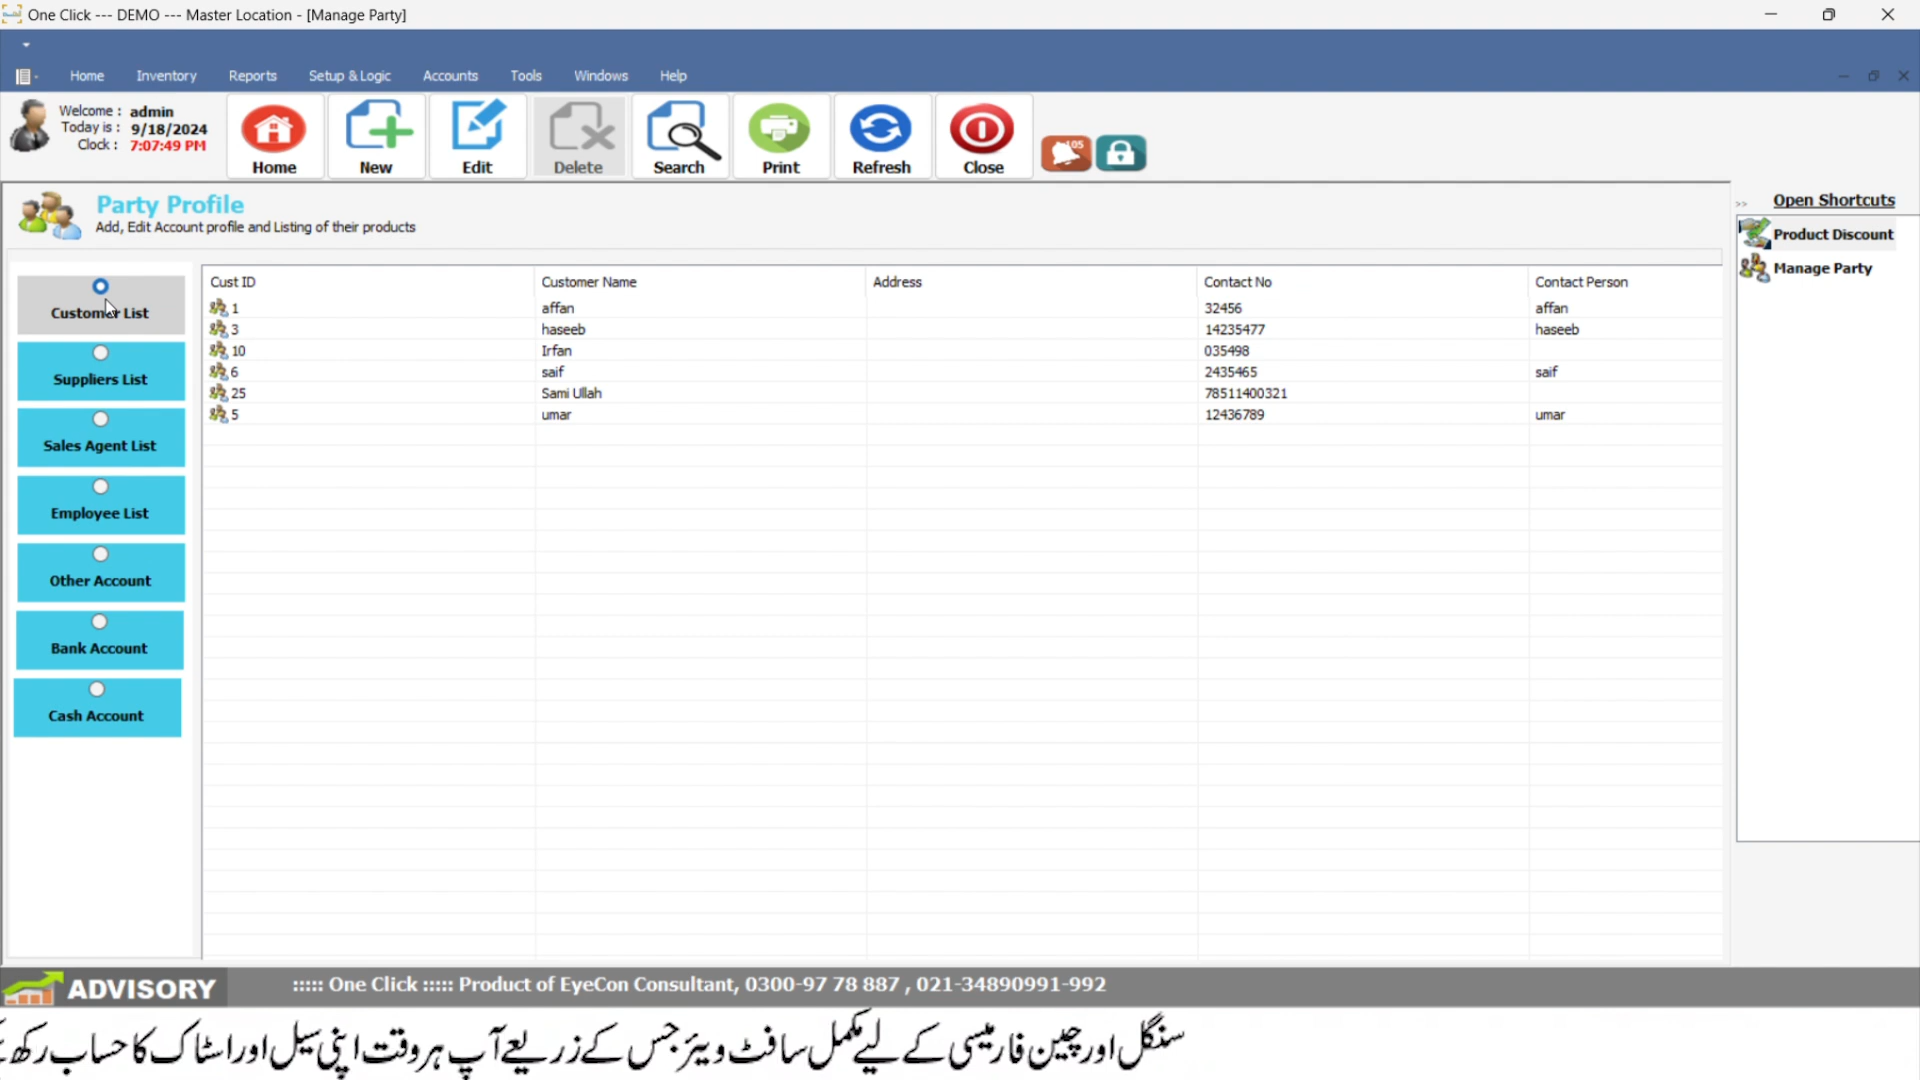 One Click --- DEMO --- Master Location - [Manage Party]
Home Inventory Reports Setup & Logic Accounts Tools Windows Help
Welcome : admin
Today is : 9/18/2024
Clock : 7:07:49 PM
Home New Edit Delete Search Print Refresh Close
105
Party Profile
Add, Edit Account profile and Listing of their products
>> Open Shortcuts
Product Discount
Manage Party
Customer List
Suppliers List
Sales Agent List
Employee List
Other Account
Bank Account
Cash Account
Cust ID Customer Name Address Contact No Contact Person
1 affan 32456 affan
3 haseeb 14235477 haseeb
10 Irfan 035498
6 saif 2435465 saif
25 Sami Ullah 78511400321
5 umar 12436789 umar
ADVISORY
::::: One Click ::::: Product of EyeCon Consultant, 0300-97 78 887 , 021-34890991-992
سنگل اور چین فارمیسی کے لیے مکمل سافٹ ویئر جس کے زریعے آپ ہر وقت اپنی سیل اور اسٹاک کا حساب رکھ